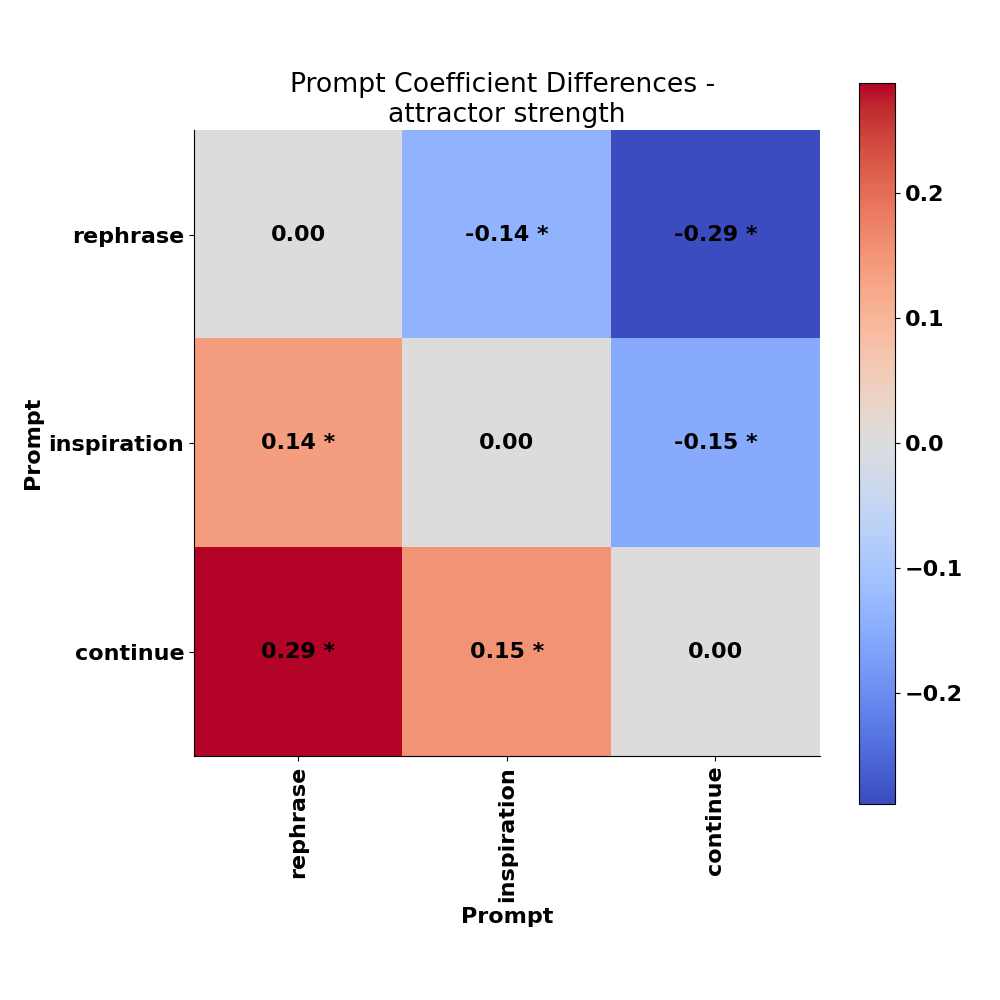 Prompt Coefficient Differences -
attractor strength
rephrase 0.00 -0.14 * -0.29 *
inspiration 0.14 * 0.00 -0.15 *
continue 0.29 * 0.15 * 0.00
rephrase inspiration continue
Prompt
Prompt
0.2
0.1
0.0
−0.1
−0.2